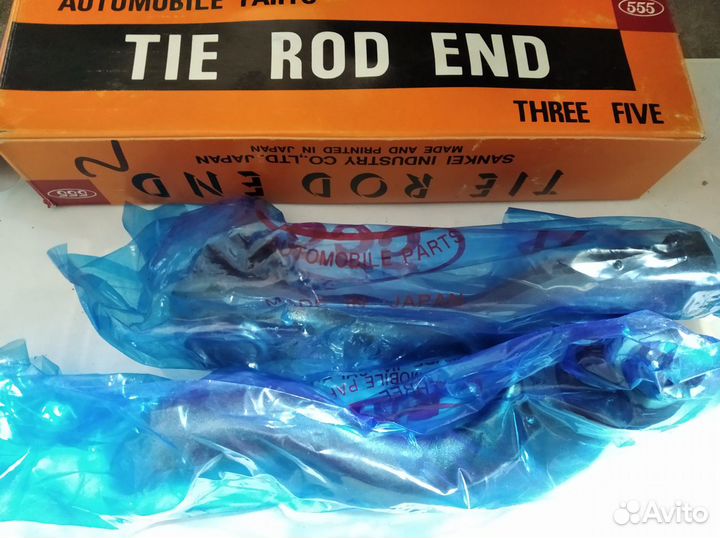 AUTOMOBILE PARTS
555
TIE ROD END
THREE FIVE
SANKEI INDUSTRY CO.,LTD. JAPAN
MADE AND PRINTED IN JAPAN
555
TIE ROD END
2
AUTOMOBILE PARTS
MADE IN JAPAN
Avito